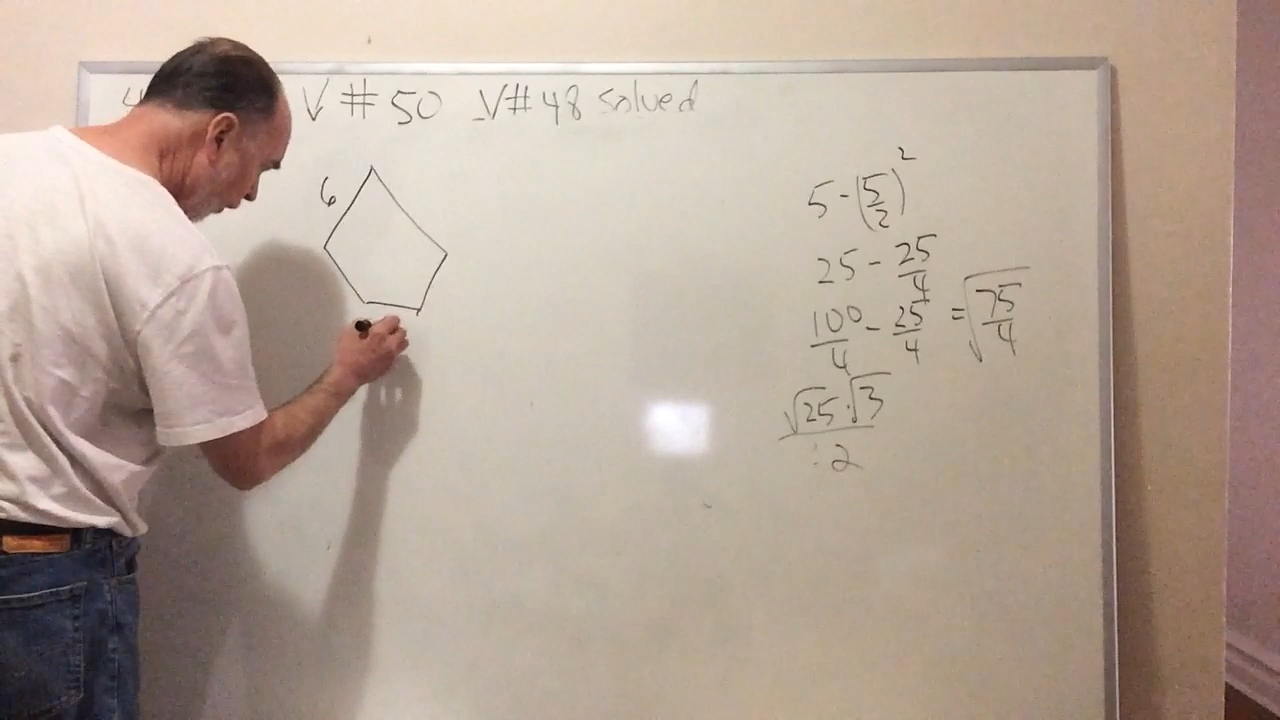 V # 50 V# 48 solved
6
5 - (5/2)²
25 - 25/4
100/4 - 25/4 = √75/4
√25 · √3
2